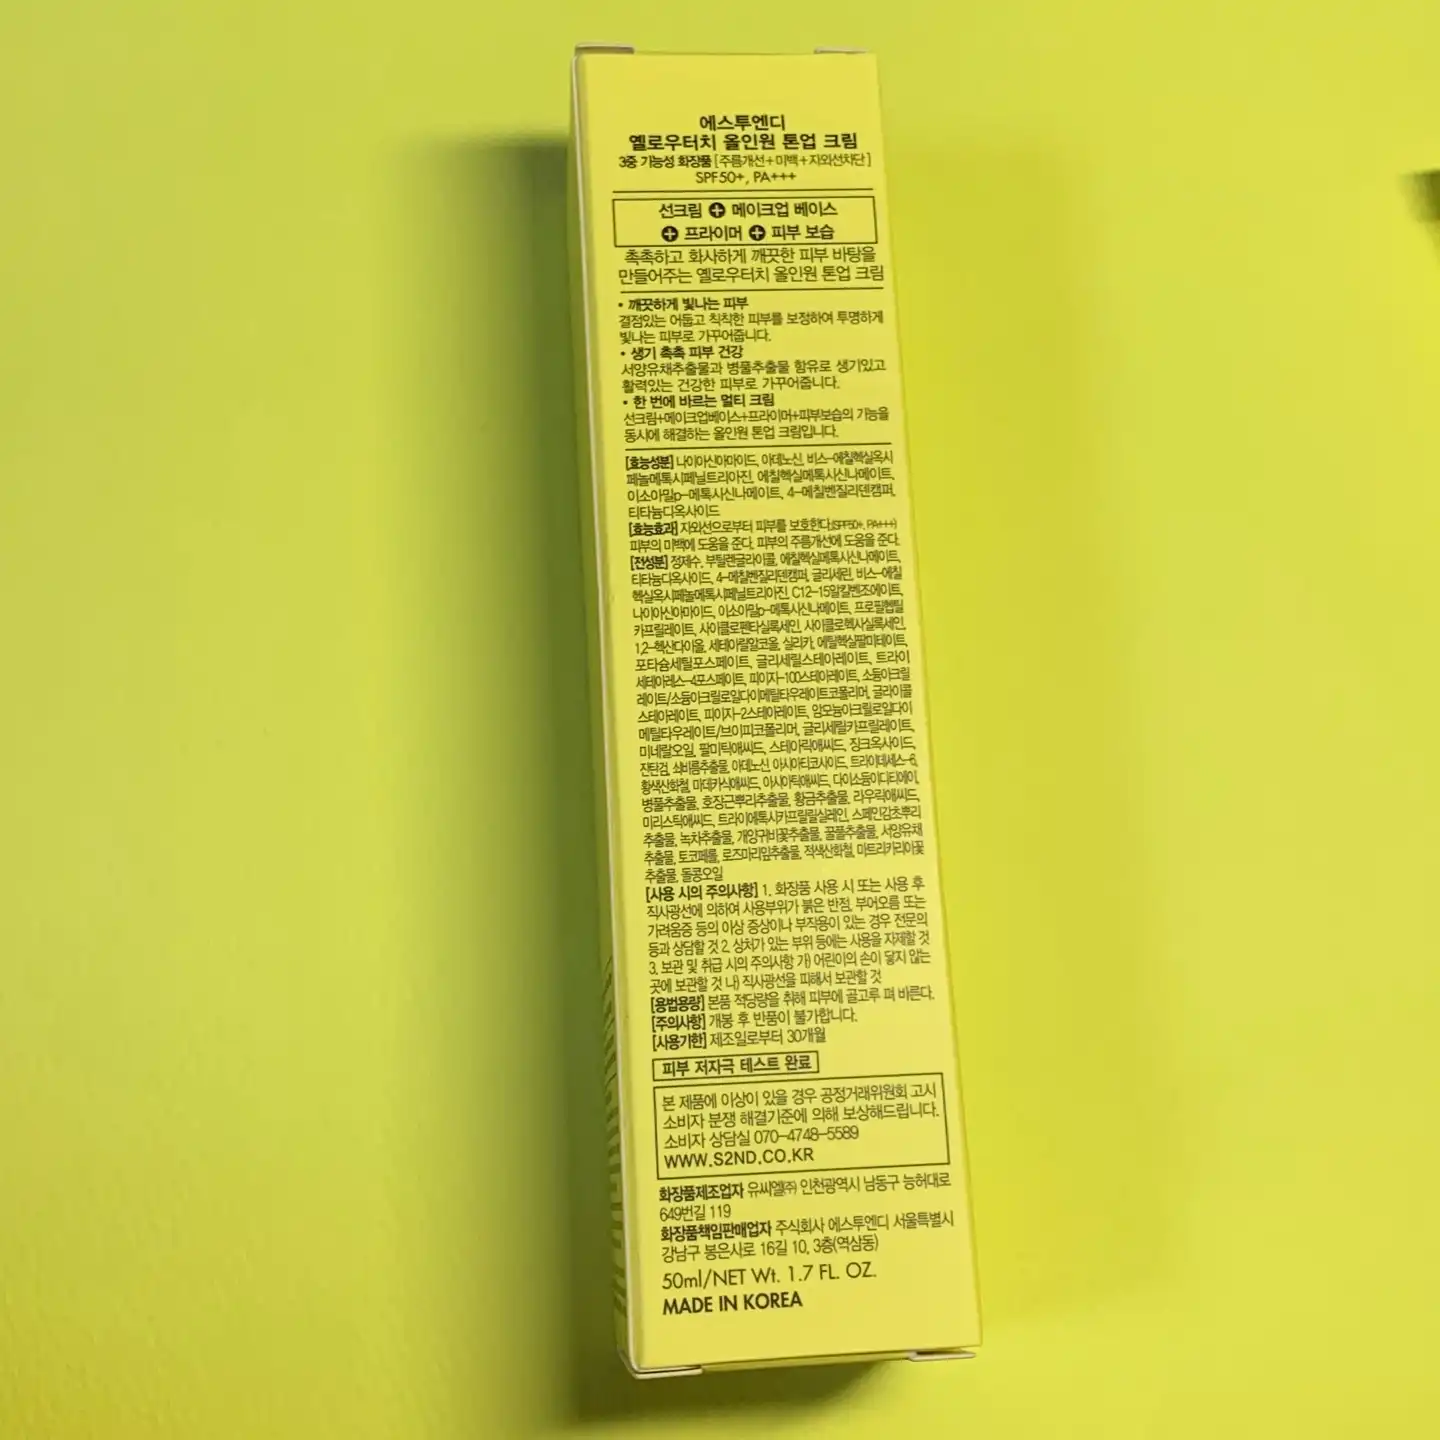 에스투엔디
옐로우터치 올인원 톤업 크림
3중 기능성 화장품 [주름개선+미백+자외선차단]
SPF50+, PA+++
선크림 + 메이크업 베이스
+ 프라이머 + 피부 보습
촉촉하고 화사하게 깨끗한 피부 바탕을
만들어주는 옐로우터치 올인원 톤업 크림
• 깨끗하게 빛나는 피부
결점있는 어둡고 칙칙한 피부를 보정하여 투명하게
빛나는 피부로 가꾸어줍니다.
• 생기 촉촉 피부 건강
서양유채추출물과 병풀추출물 함유로 생기있고
활력있는 건강한 피부로 가꾸어줍니다.
• 한 번에 바르는 멀티 크림
선크림+메이크업베이스+프라이머+피부보습의 기능을
동시에 해결하는 올인원 톤업 크림입니다.
[효능성분] 나이아신아마이드, 아데노신, 비스-에칠헥실옥시
페놀메톡시페닐트리아진, 에칠헥실메톡시신나메이트,
이소아밀p-메톡시신나메이트, 4-메칠벤질리덴캠퍼,
티타늄디옥사이드
[효능효과] 자외선으로부터 피부를 보호한다.(SPF50+, PA+++)
피부의 미백에 도움을 준다. 피부의 주름개선에 도움을 준다.
[전성분] 정제수, 부틸렌글라이콜, 에칠헥실메톡시신나메이트,
티타늄디옥사이드, 4-메칠벤질리덴캠퍼, 글리세린, 비스-에칠
헥실옥시페놀메톡시페닐트리아진, C12-15알킬벤조에이트,
나이아신아마이드, 이소아밀p-메톡시신나메이트, 프로필헵틸
카프릴레이트, 사이클로펜타실록세인, 사이클로헥사실록세인,
1,2-헥산다이올, 세테아릴알코올, 실리카, 에틸헥실팔미테이트,
포타슘세틸포스페이트, 글리세릴스테아레이트, 트라이
세테아레스-4포스페이트, 피이지-100스테아레이트, 소듐아크릴
레이트/소듐아크릴로일다이메틸타우레이트코폴리머, 글라이콜
스테아레이트, 피이지-2스테아레이트, 암모늄아크릴로일다이
메틸타우레이트/브이피코폴리머, 글리세릴카프릴레이트,
미네랄오일, 팔미틱애씨드, 스테아릭애씨드, 징크옥사이드,
잔탄검, 쇠비름추출물, 아데노신, 아시아티코사이드, 트라이데세스-6,
황색산화철, 마데카식애씨드, 아시아틱애씨드, 다이소듐이디티에이,
병풀추출물, 호장근뿌리추출물, 황금추출물, 라우릭애씨드,
미리스틱애씨드, 트라이에톡시카프릴릴실레인, 스페인감초뿌리
추출물, 녹차추출물, 개양귀비꽃추출물, 꿀풀추출물, 서양유채
추출물, 토코페롤, 로즈마리잎추출물, 적색산화철, 마트리카리아꽃
추출물, 돌콩오일
[사용 시의 주의사항] 1. 화장품 사용 시 또는 사용 후
직사광선에 의하여 사용부위가 붉은 반점, 부어오름 또는
가려움증 등의 이상 증상이나 부작용이 있는 경우 전문의
등과 상담할 것 2. 상처가 있는 부위 등에는 사용을 자제할 것
3. 보관 및 취급 시의 주의사항 가) 어린이의 손이 닿지 않는
곳에 보관할 것 나) 직사광선을 피해서 보관할 것
[용법용량] 본품 적당량을 취해 피부에 골고루 펴 바른다.
[주의사항] 개봉 후 반품이 불가합니다.
[사용기한] 제조일로부터 30개월
피부 저자극 테스트 완료
본 제품에 이상이 있을 경우 공정거래위원회 고시
소비자 분쟁 해결기준에 의해 보상해드립니다.
소비자 상담실 070-4748-5589
WWW.S2ND.CO.KR
화장품제조업자 유씨엘㈜ 인천광역시 남동구 능허대로
649번길 119
화장품책임판매업자 주식회사 에스투엔디 서울특별시
강남구 봉은사로 16길 10, 3층(역삼동)
50ml/NET Wt. 1.7 FL. OZ.
MADE IN KOREA